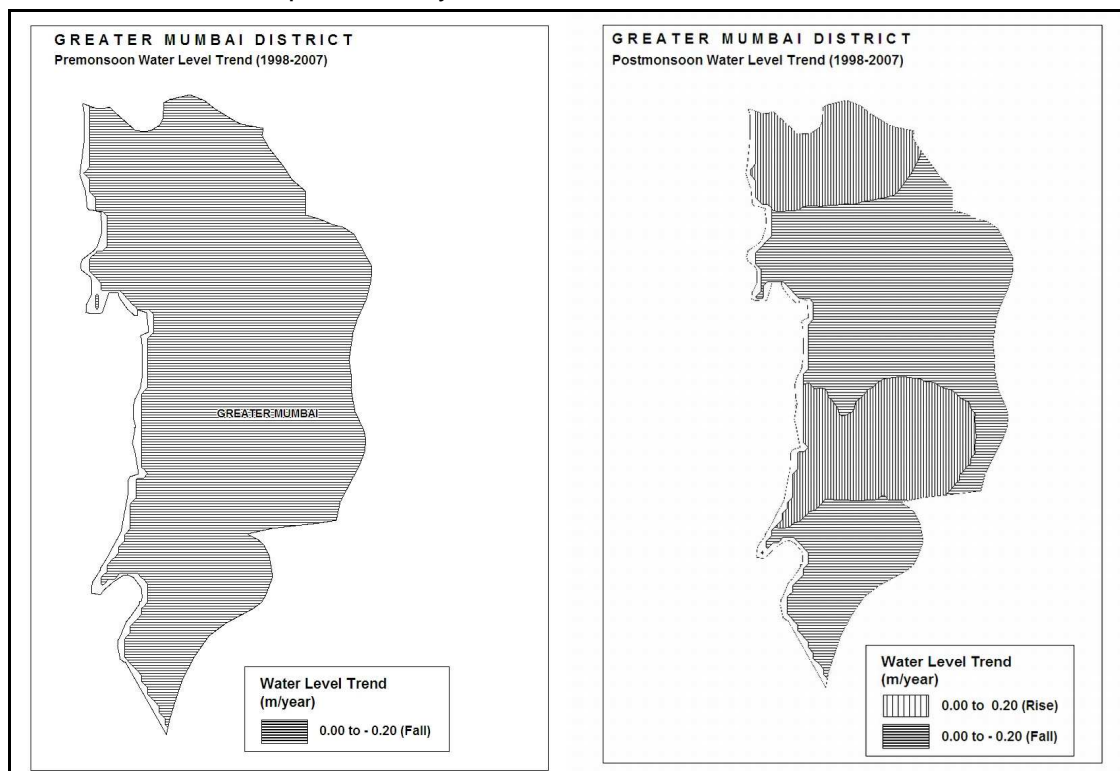 GREATER MUMBAI DISTRICT
Premonsoon Water Level Trend (1998-2007)
GREATER MUMBAI
Water Level Trend
(m/year)
0.00 to - 0.20 (Fall)
GREATER MUMBAI DISTRICT
Postmonsoon Water Level Trend (1998-2007)
Water Level Trend
(m/year)
0.00 to 0.20 (Rise)
0.00 to - 0.20 (Fall)